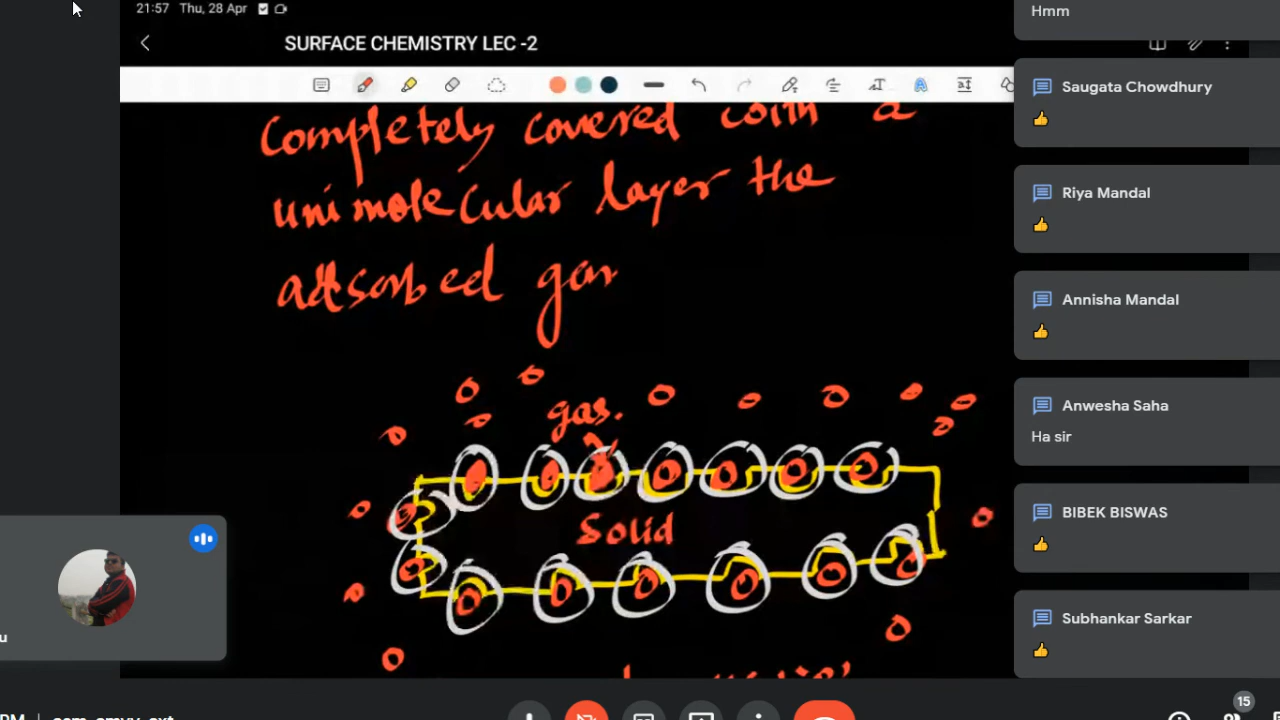 21:57 Thu, 28 Apr
SURFACE CHEMISTRY LEC -2
Completely covered with a
unimolecular layer the
adsorbed gas
gas.
Solid
Hmm
Saugata Chowdhury
👍
Riya Mandal
👍
Annisha Mandal
👍
Anwesha Saha
Ha sir
BIBEK BISWAS
👍
Subhankar Sarkar
👍
u
15